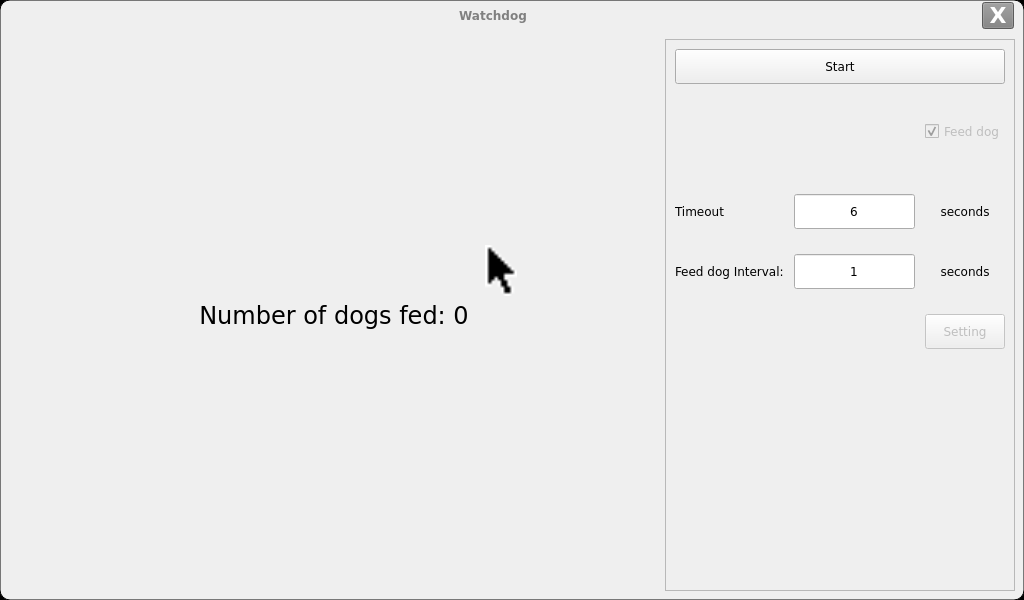 Watchdog
X
Start
Feed dog
Timeout 6 seconds
Feed dog Interval: 1 seconds
Number of dogs fed: 0
Setting